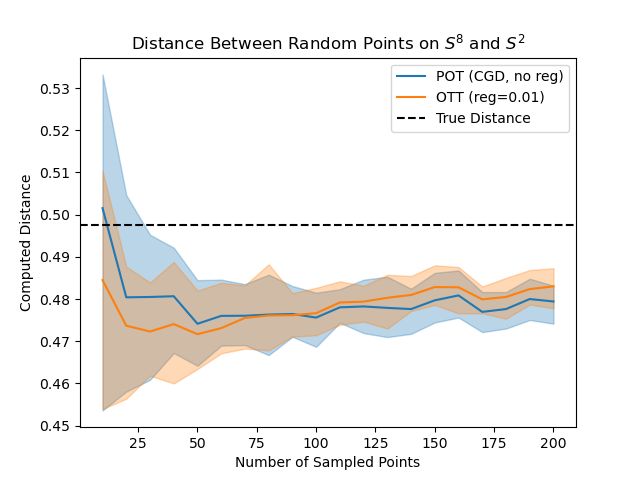 Distance Between Random Points on $S^8$ and $S^2$
POT (CGD, no reg)
OTT (reg=0.01)
True Distance
Computed Distance
0.53
0.52
0.51
0.50
0.49
0.48
0.47
0.46
0.45
25 50 75 100 125 150 175 200
Number of Sampled Points